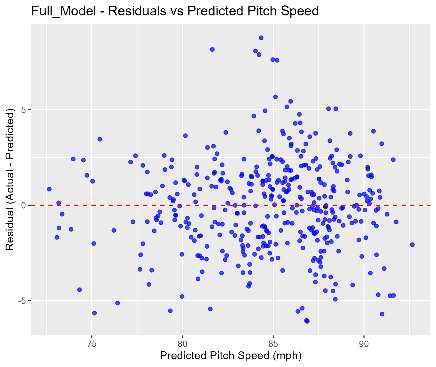 Full_Model - Residuals vs Predicted Pitch Speed
Residual (Actual - Predicted)
5
0
-5
75
80
85
90
Predicted Pitch Speed (mph)